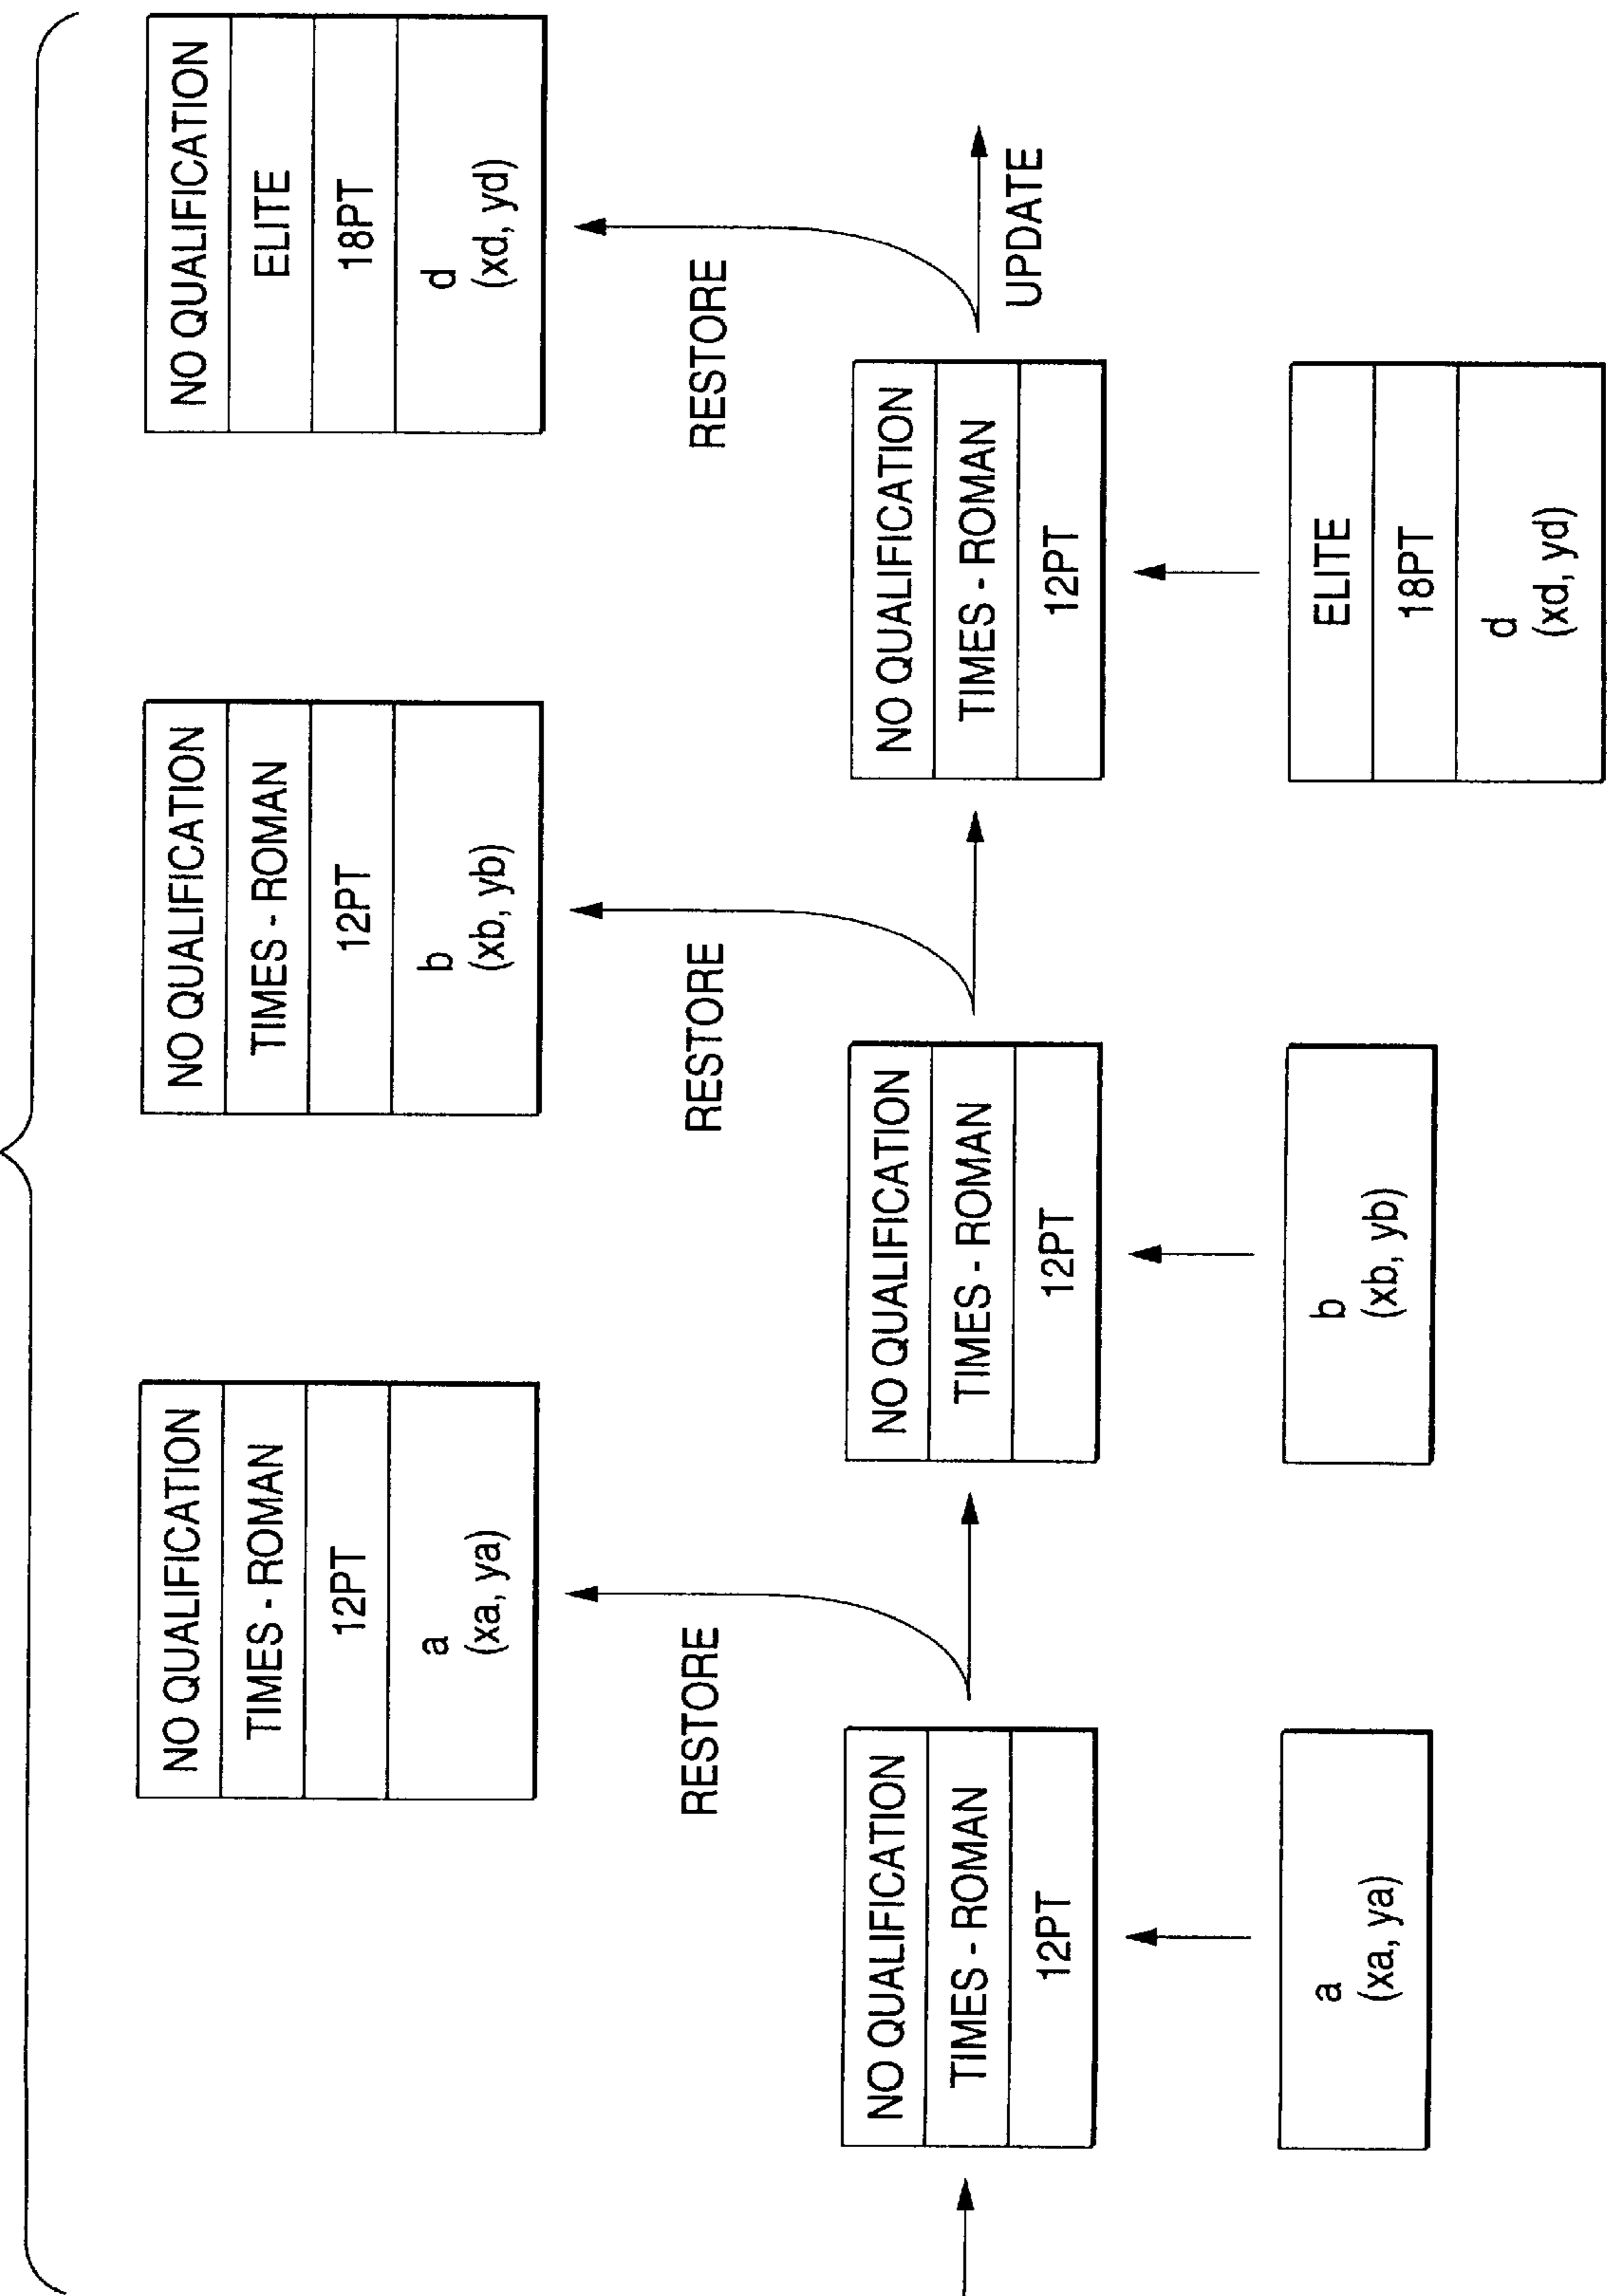 NO QUALIFICATION
TIMES - ROMAN
12PT
a
(xa, ya)
NO QUALIFICATION
TIMES - ROMAN
12PT
b
(xb, yb)
NO QUALIFICATION
ELITE
18PT
d
(xd, yd)
RESTORE
RESTORE
RESTORE
NO QUALIFICATION
TIMES - ROMAN
12PT
NO QUALIFICATION
TIMES - ROMAN
12PT
NO QUALIFICATION
TIMES - ROMAN
12PT
UPDATE
a
(xa, ya)
b
(xb, yb)
ELITE
18PT
d
(xd, yd)